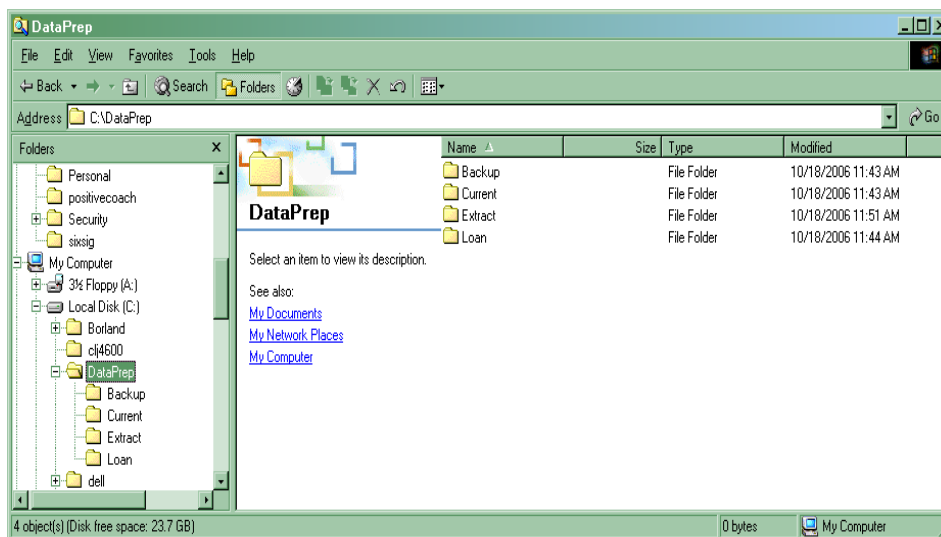 DataPrep
File Edit View Favorites Tools Help
Back Search Folders
Address C:\DataPrep Go
Folders x
Personal
positivecoach
Security
sixsig
My Computer
3½ Floppy (A:)
Local Disk (C:)
Borland
clj4600
DataPrep
Backup
Current
Extract
Loan
dell
DataPrep
Select an item to view its description.
See also:
My Documents
My Network Places
My Computer
Name Size Type Modified
Backup File Folder 10/18/2006 11:43 AM
Current File Folder 10/18/2006 11:43 AM
Extract File Folder 10/18/2006 11:51 AM
Loan File Folder 10/18/2006 11:44 AM
4 object(s) (Disk free space: 23.7 GB) 0 bytes My Computer